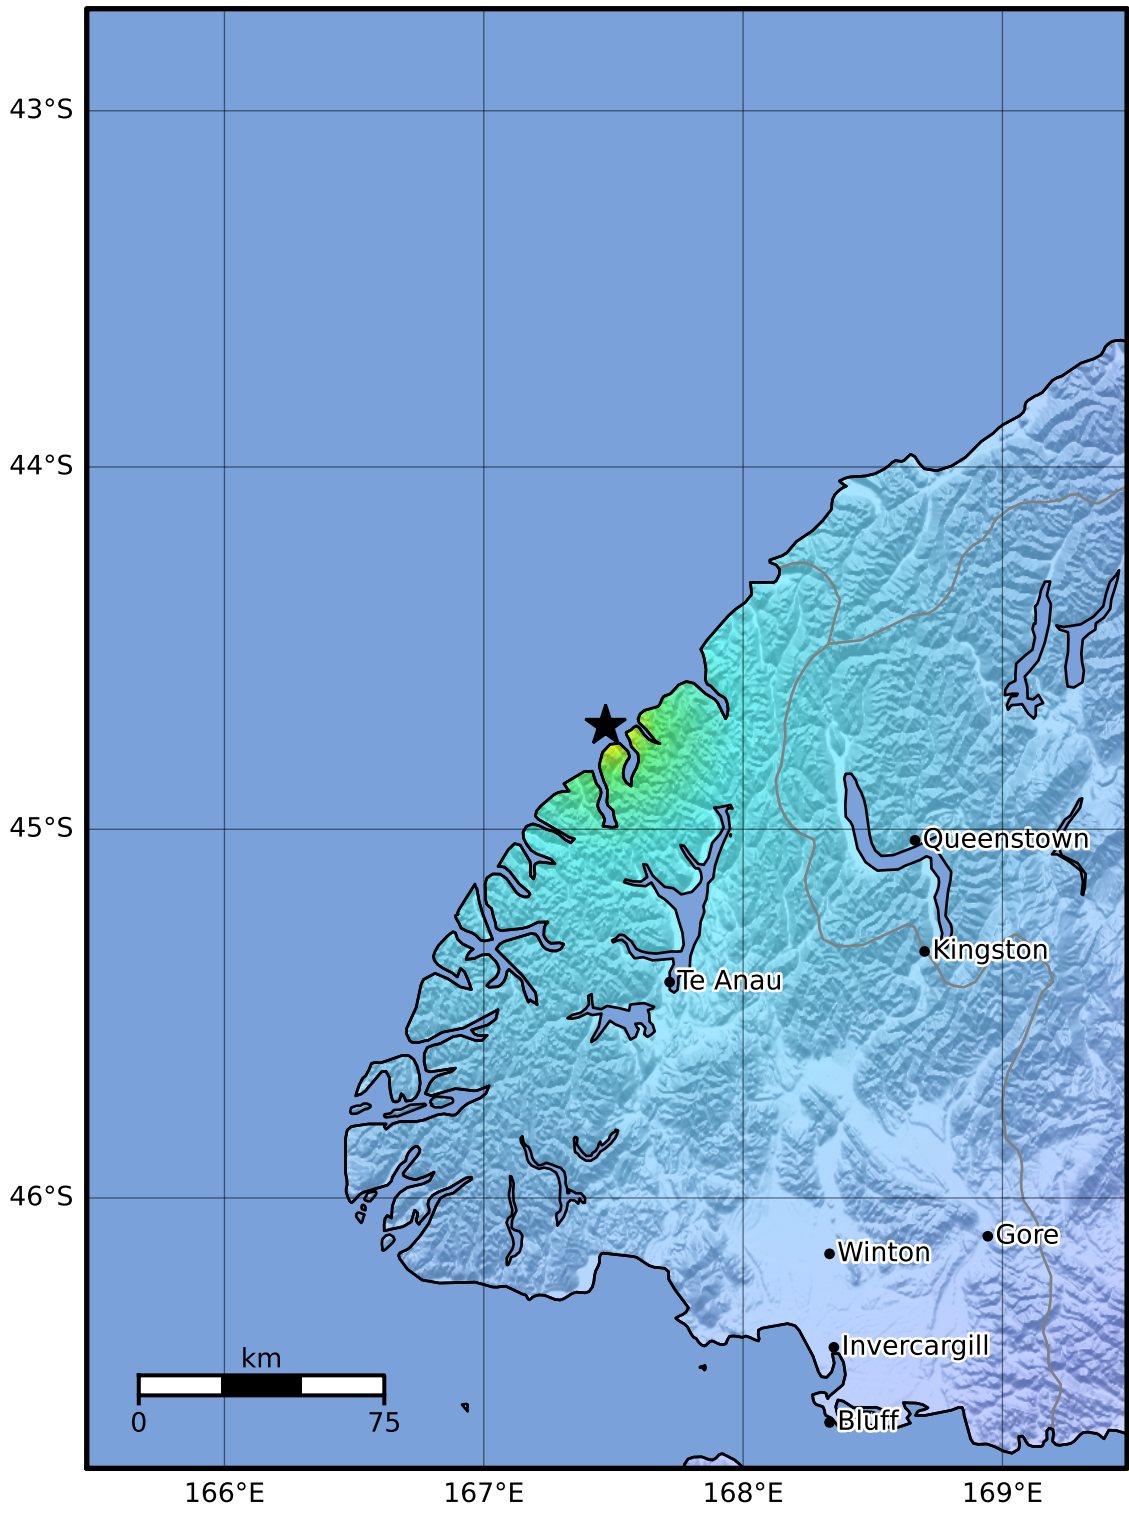 43°S
44°S
45°S
Queenstown
Kingston
Te Anau
46°S
Gore
Winton
Invercargill
km
0 75
Bluff
166°E 167°E 168°E 169°E